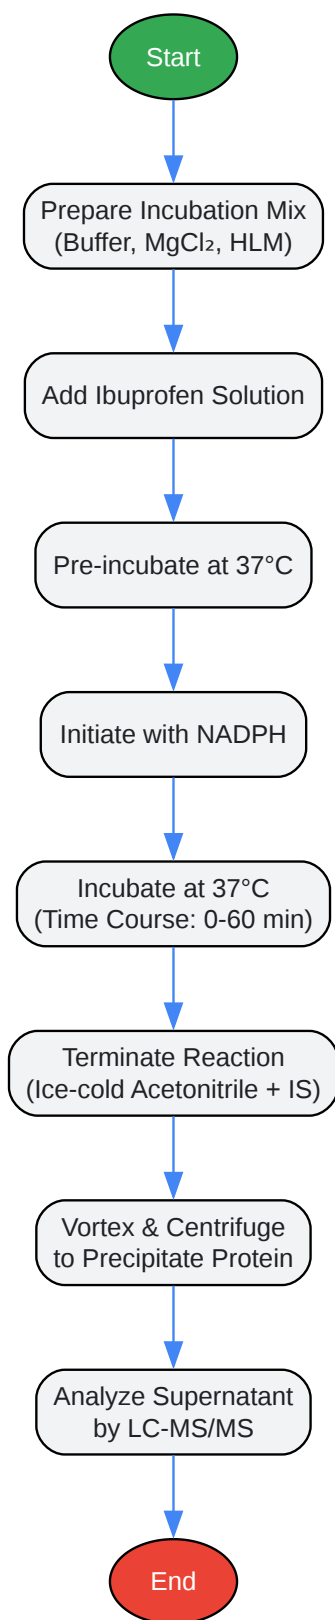 Start
Prepare Incubation Mix
(Buffer, MgCl₂, HLM)
Add Ibuprofen Solution
Pre-incubate at 37°C
Initiate with NADPH
Incubate at 37°C
(Time Course: 0-60 min)
Terminate Reaction
(Ice-cold Acetonitrile + IS)
Vortex & Centrifuge
to Precipitate Protein
Analyze Supernatant
by LC-MS/MS
End